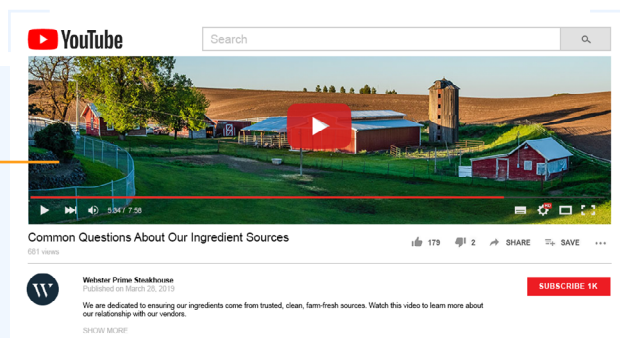 YouTube
Search
5:34 / 7:58
HD
Common Questions About Our Ingredient Sources
681 views
179
2
SHARE
SAVE
W
Webster Prime Steakhouse
Published on March 28, 2019
SUBSCRIBE 1K
We are dedicated to ensuring our ingredients come from trusted, clean, farm-fresh sources. Watch this video to learn more about
our relationship with our vendors.
SHOW MORE